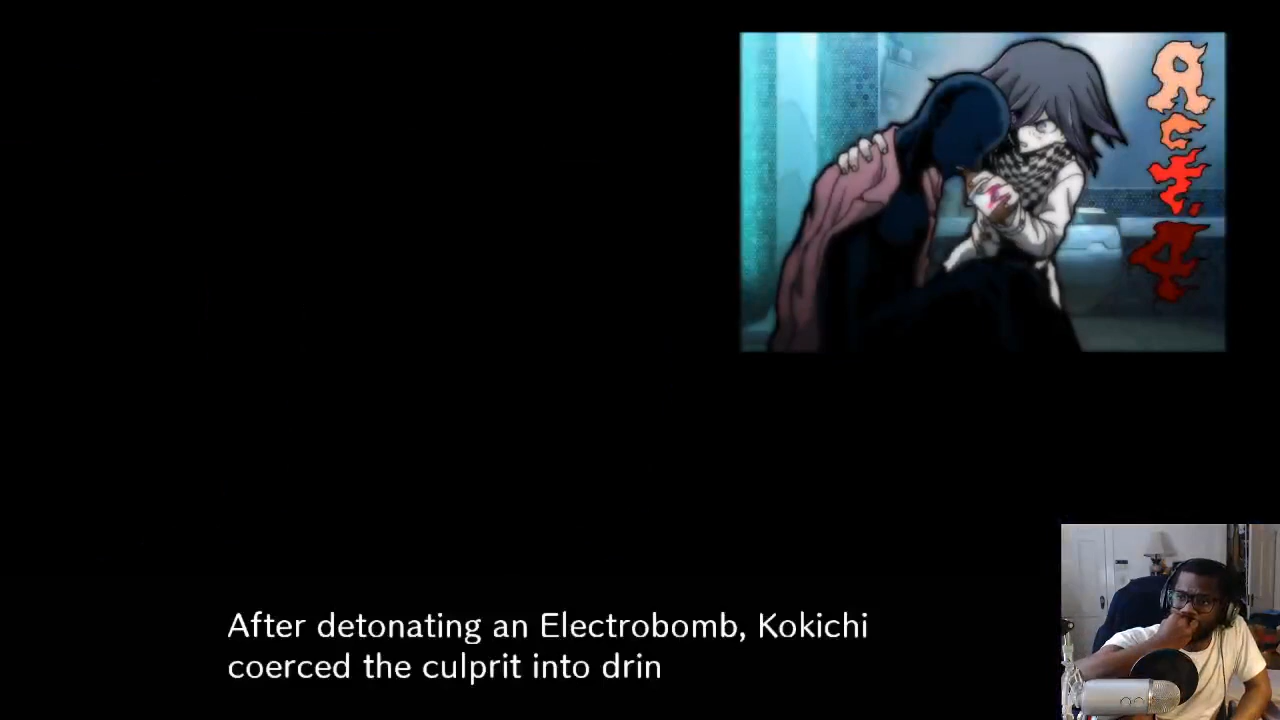 Act. 4
After detonating an Electrobomb, Kokichi
coerced the culprit into drin